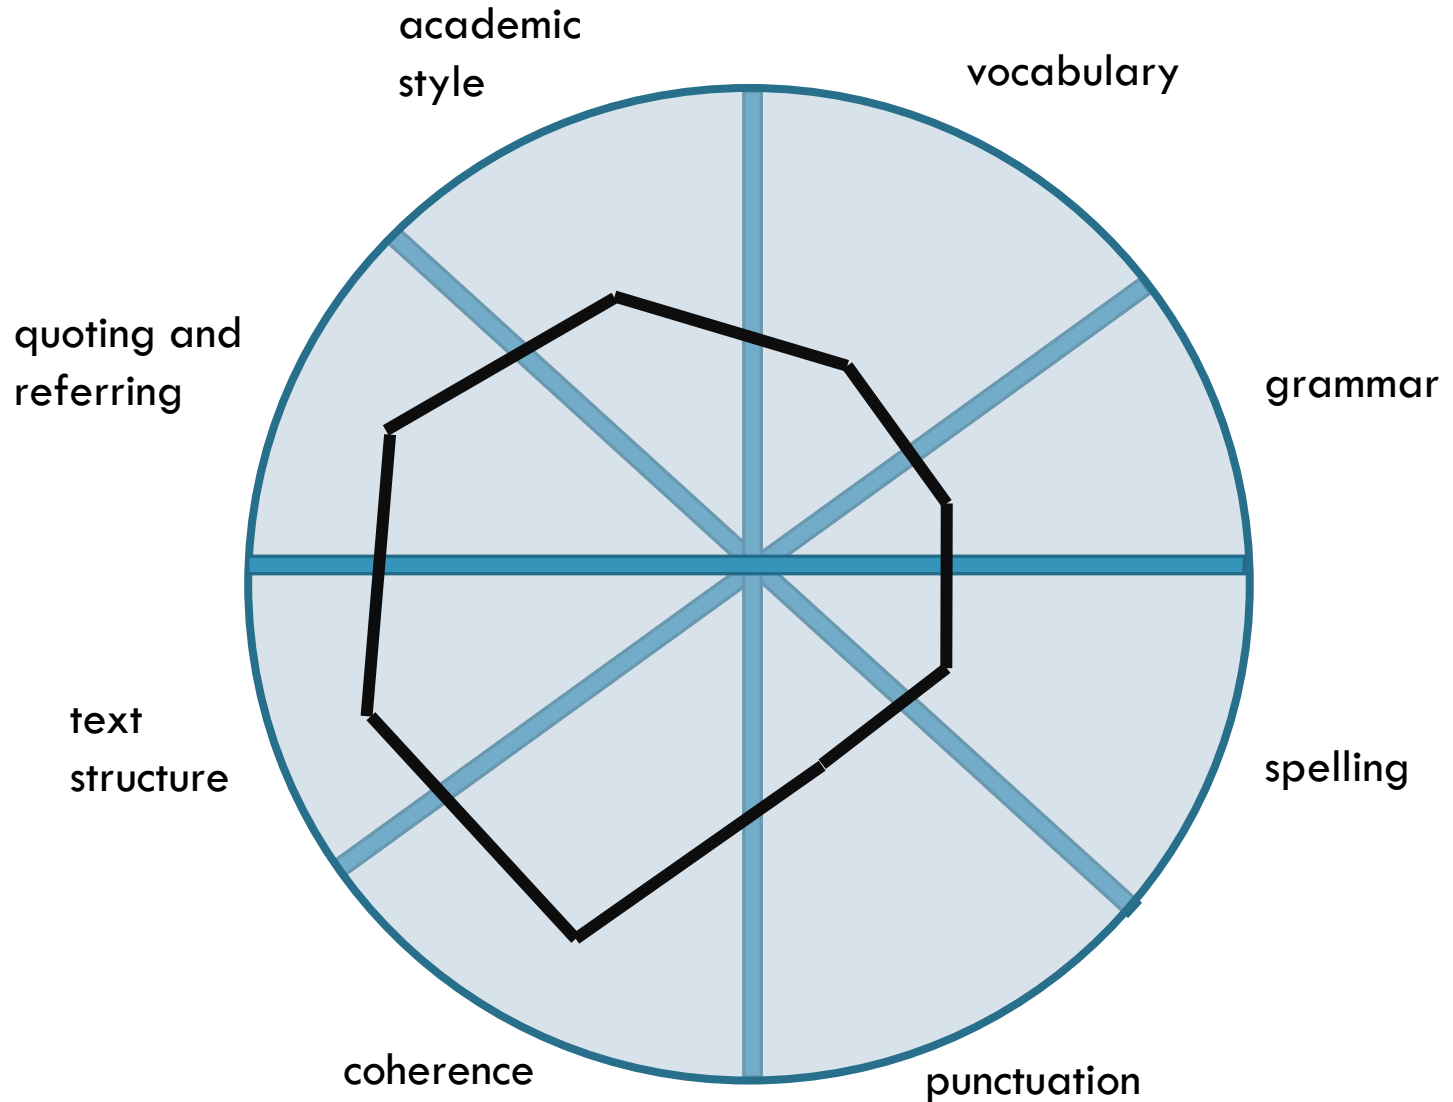 academic
style
vocabulary
quoting and
referring
grammar
text
structure
spelling
coherence
punctuation